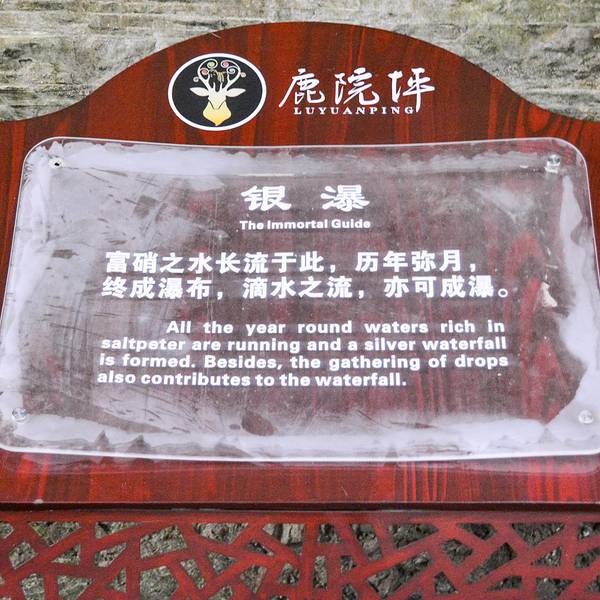 鹿院坪
LUYUANPING
银瀑
The Immortal Guide
富硝之水长流于此，历年弥月，
终成瀑布，滴水之流，亦可成瀑。
All the year round waters rich in
saltpeter are running and a silver waterfall
is formed. Besides, the gathering of drops
also contributes to the waterfall.